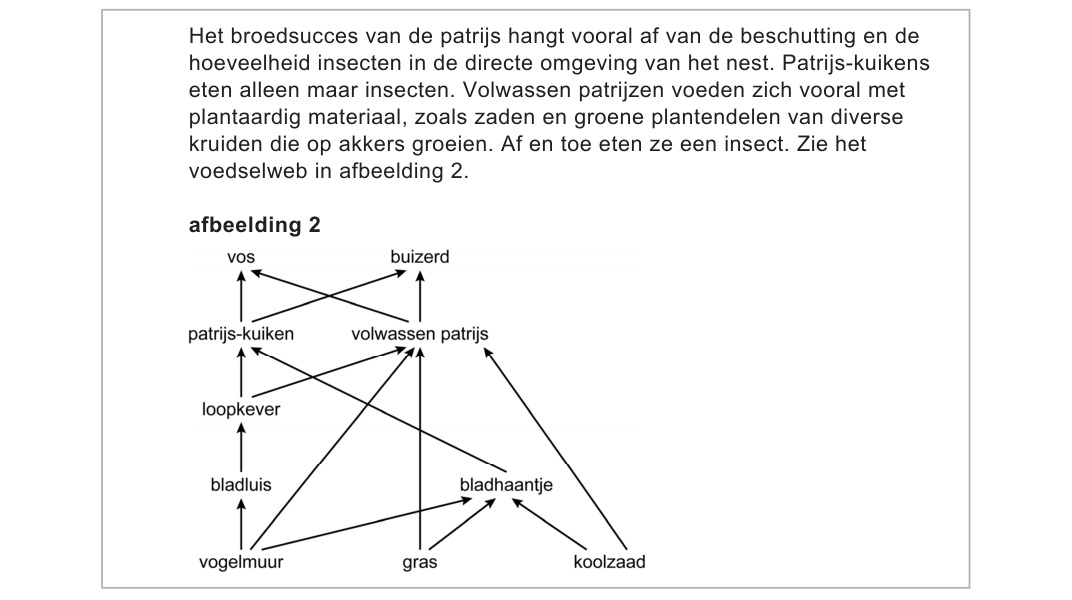 Het broedsucces van de patrijs hangt vooral af van de beschutting en de
hoeveelheid insecten in de directe omgeving van het nest. Patrijs-kuikens
eten alleen maar insecten. Volwassen patrijzen voeden zich vooral met
plantaardig materiaal, zoals zaden en groene plantendelen van diverse
kruiden die op akkers groeien. Af en toe eten ze een insect. Zie het
voedselweb in afbeelding 2.
afbeelding 2
vos buizerd
patrijs-kuiken volwassen patrijs
loopkever
bladluis bladhaantje
vogelmuur gras koolzaad